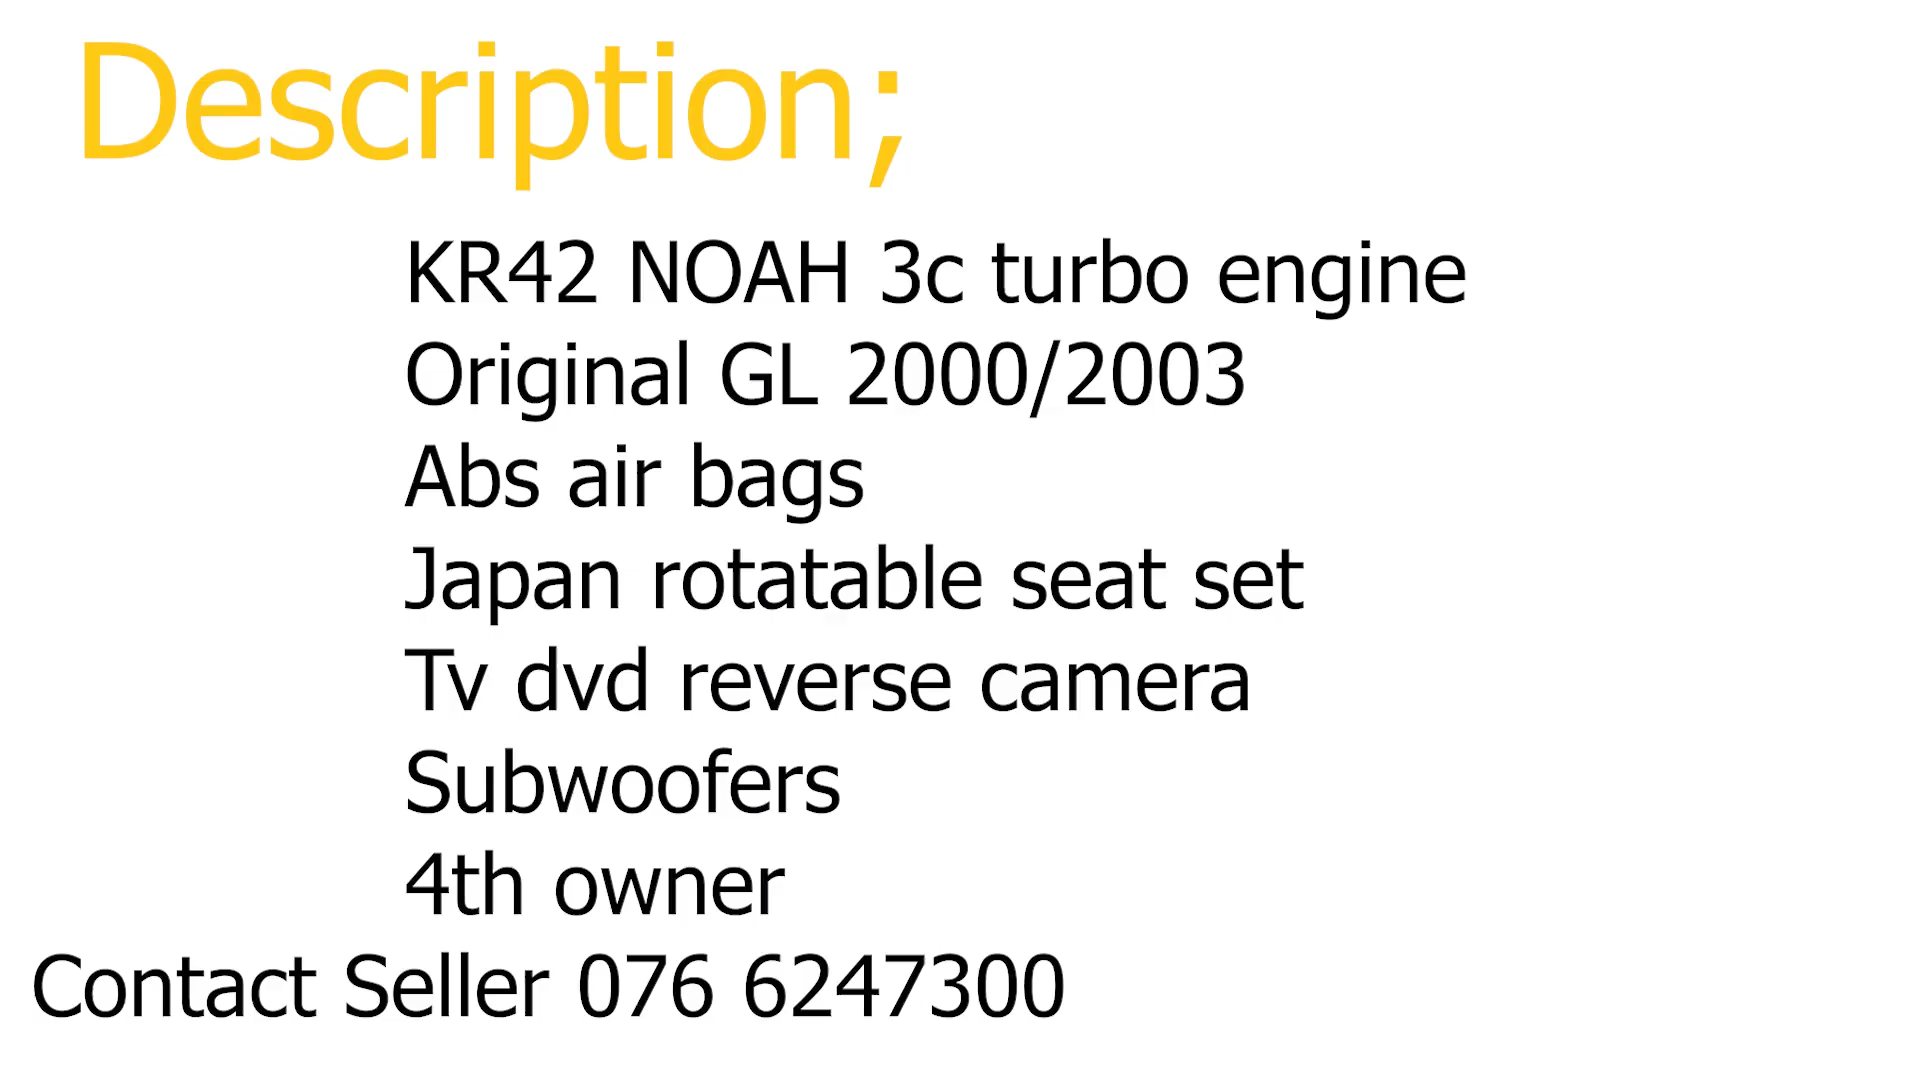 Description;
KR42 NOAH 3c turbo engine
Original GL 2000/2003
Abs air bags
Japan rotatable seat set
Tv dvd reverse camera
Subwoofers
4th owner
Contact Seller 076 6247300